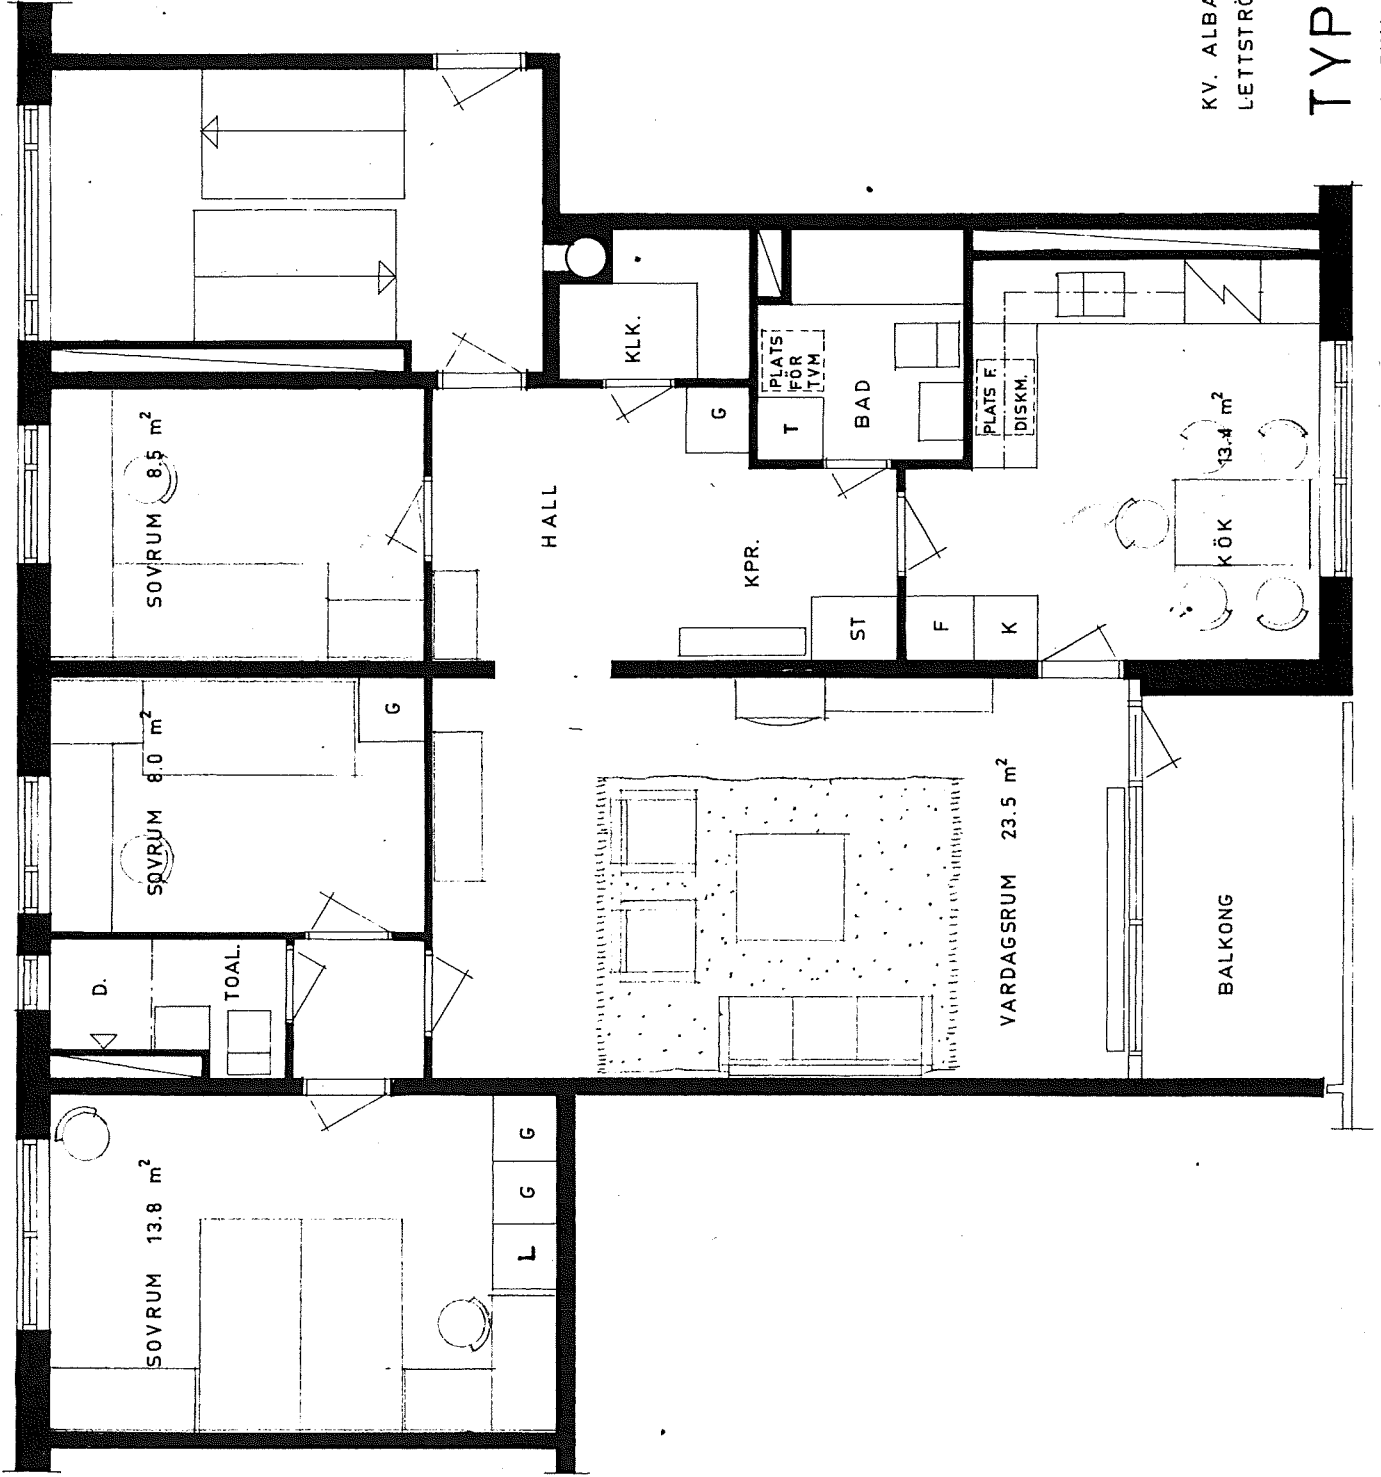 KV. ALBA
LETTSTRÖ
TYP
KLK.
PLATS
FÖR
TVM
T
BAD
G
PLATS F.
DISKM.
SOVRUM 8.5 m²
HALL
KPR.
ST
F
K
KÖK 13.4 m²
SOVRUM 8.0 m²
G
D.
TOAL.
VARDAGSRUM 23.5 m²
BALKONG
SOVRUM 13.8 m²
G
G
L